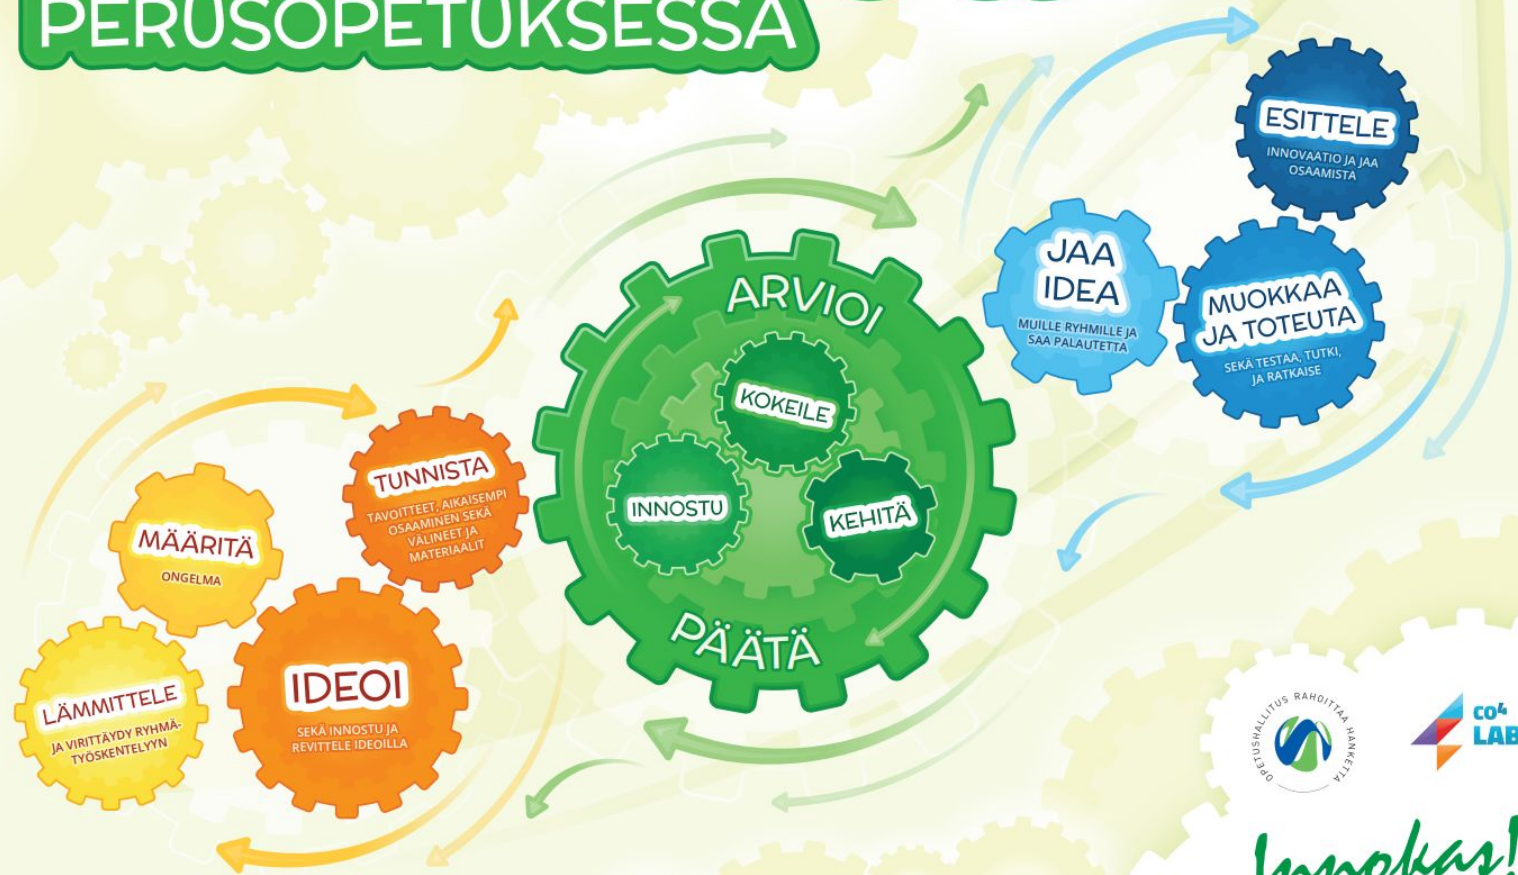 PERUSOPETUKSESSA
LÄMMITTELE
JA VIRITTÄYDY RYHMÄ-
TYÖSKENTELYYN
MÄÄRITÄ
ONGELMA
IDEOI
SEKÄ INNOSTU JA
REVITTELE IDEOILLA
TUNNISTA
TAVOITTEET, AIKAISEMPI
OSAAMINEN SEKÄ
VÄLINEET JA
MATERIAALIT
ARVIOI
KOKEILE
INNOSTU
KEHITÄ
PÄÄTÄ
JAA
IDEA
MUILLE RYHMILLE JA
SAA PALAUTETTA
MUOKKAA
JA TOTEUTA
SEKÄ TESTAA, TUTKI,
JA RATKAISE
ESITTELE
INNOVAATIO JA JAA
OSAAMISTA
OPETUSHALLITUS RAHOITTAA HANKETTA
CO4
LAB
Innokas!